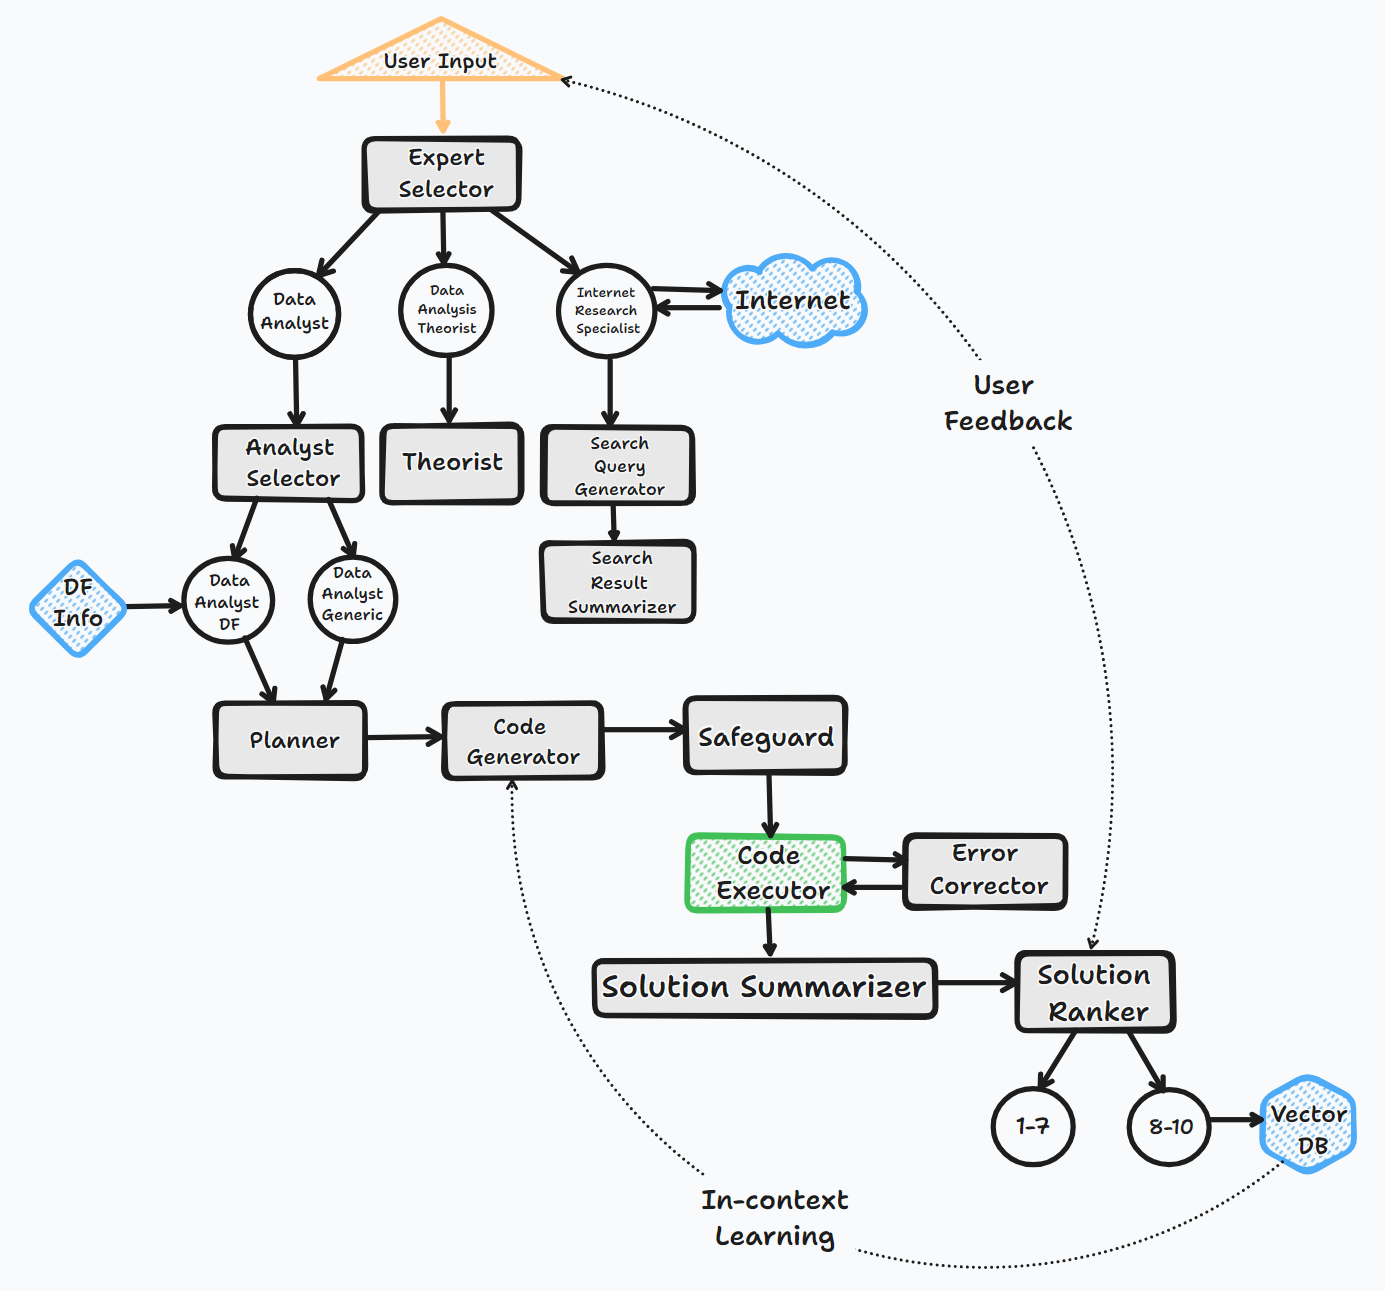 User Input
Expert
Selector
Data
Analyst
Data
Analysis
Theorist
Internet
Research
Specialist
Internet
User
Feedback
Analyst
Selector
Theorist
Search
Query
Generator
Search
Result
Summarizer
DF
Info
Data
Analyst
DF
Data
Analyst
Generic
Planner
Code
Generator
Safeguard
Code
Executor
Error
Corrector
Solution Summarizer
Solution
Ranker
1-7
8-10
Vector
DB
In-context
Learning